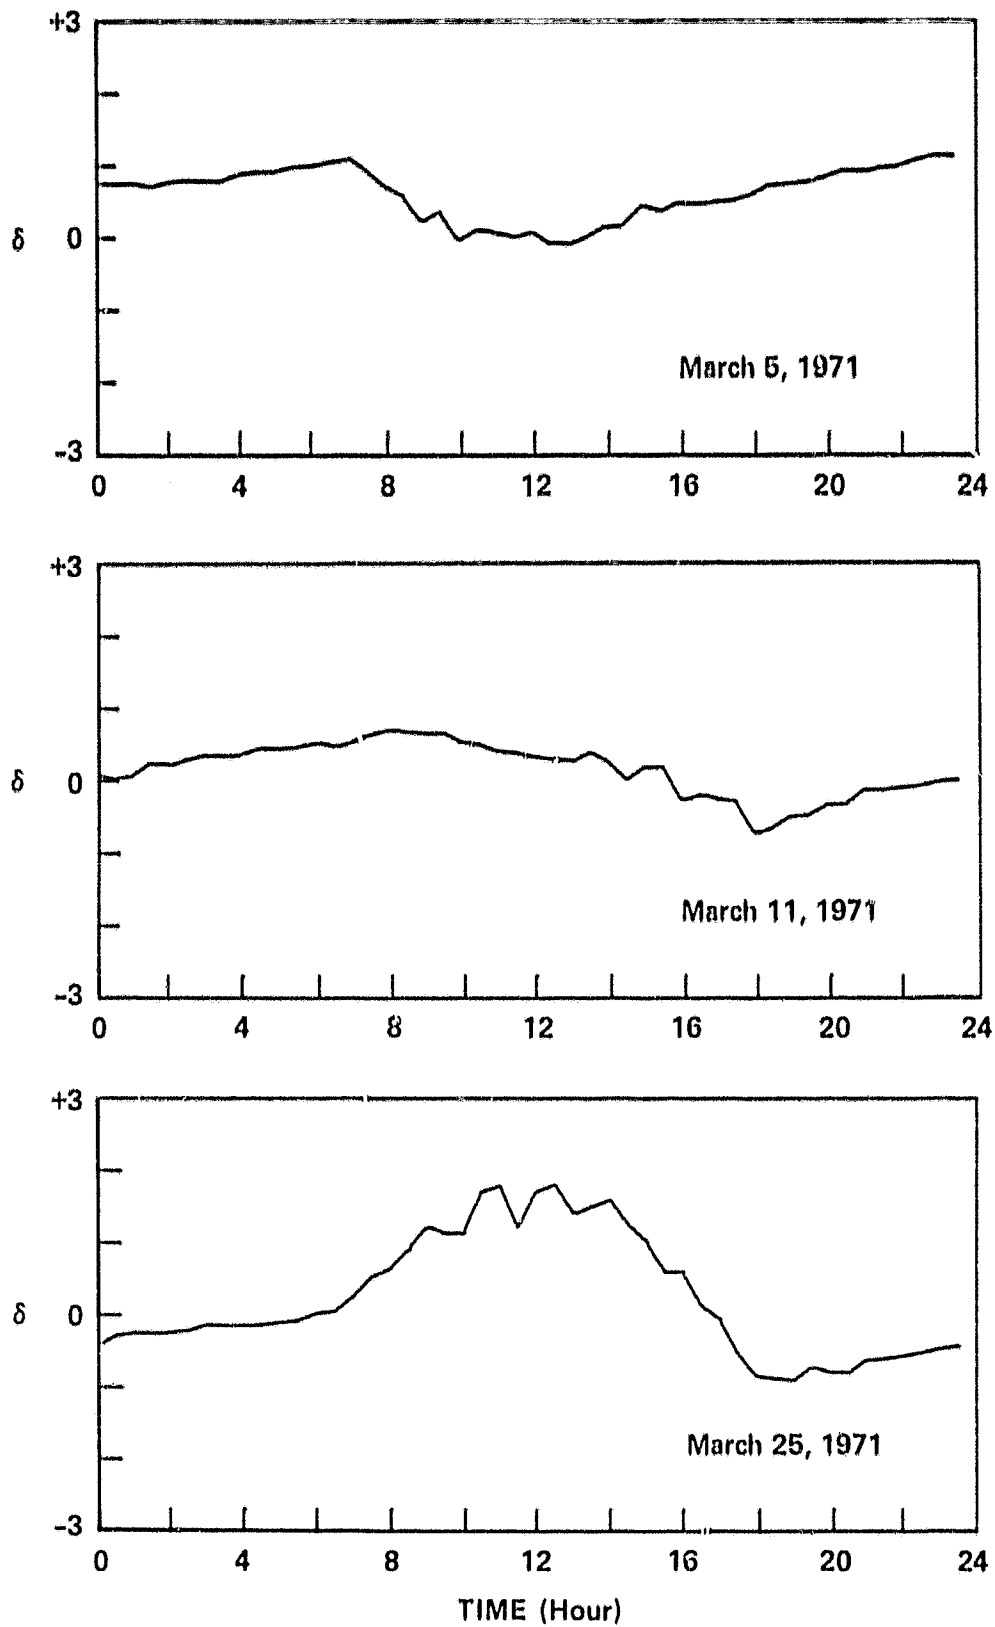 +3
δ 0
-3
0 4 8 12 16 20 24
March 5, 1971
+3
δ 0
-3
0 4 8 12 16 20 24
March 11, 1971
+3
δ 0
-3
0 4 8 12 16 20 24
March 25, 1971
TIME (Hour)